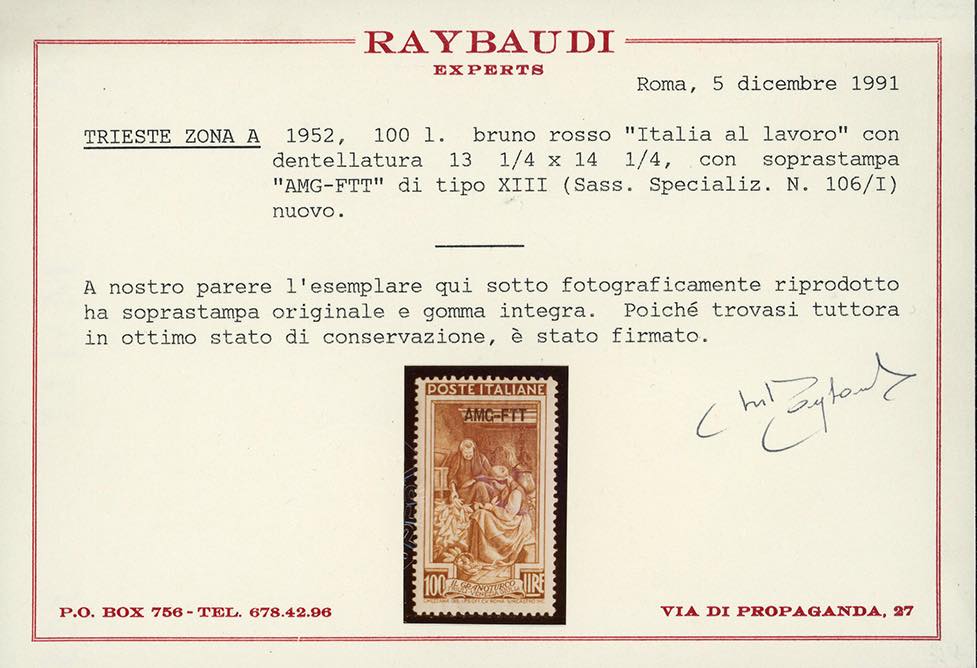 RAYBAUDI
EXPERTS
Roma, 5 dicembre 1991
TRIESTE ZONA A 1952, 100 l. bruno rosso "Italia al lavoro" con
dentellatura 13 1/4 x 14 1/4, con soprastampa
"AMG-FTT" di tipo XIII (Sass. Specializ. N. 106/I)
nuovo.
A nostro parere l'esemplare qui sotto fotograficamente riprodotto
ha soprastampa originale e gomma integra. Poiché trovasi tuttora
in ottimo stato di conservazione, è stato firmato.
POSTE ITALIANE
AMG-FTT
IL GRANOTURCO
100 LIRE
P.O. BOX 756 - TEL. 678.42.96
VIA DI PROPAGANDA, 27